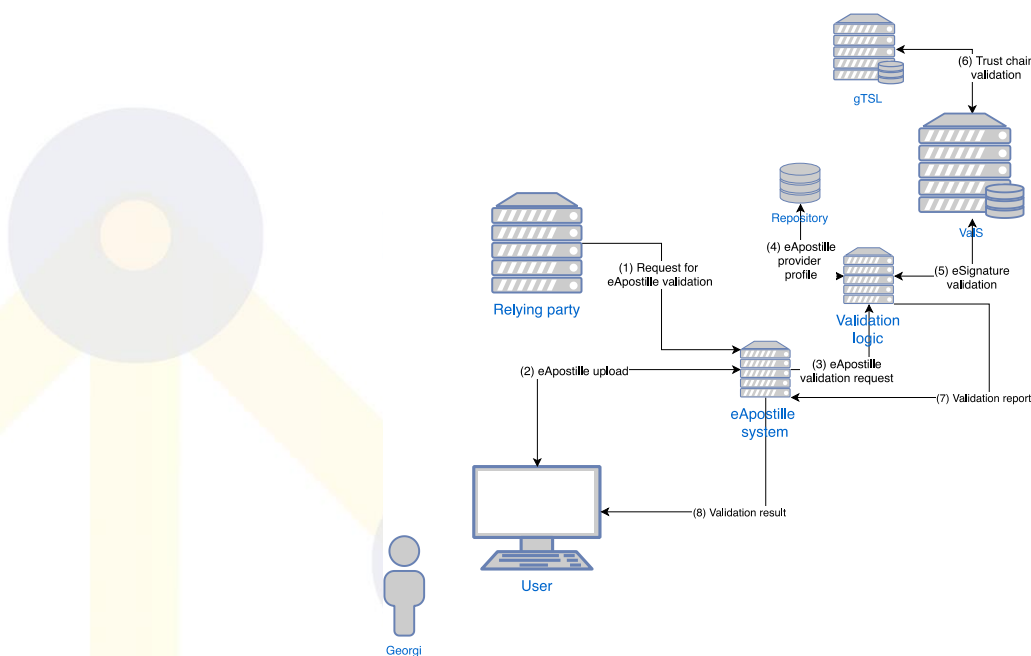 (6) Trust chain
validation
gTSL
Repository
ValS
(4) eApostille
provider
profile
(5) eSignature
validation
(1) Request for
eApostille validation
Relying party
Validation
logic
(2) eApostille upload
(3) eApostille
validation request
(7) Validation report
eApostille
system
(8) Validation result
User
Georgi